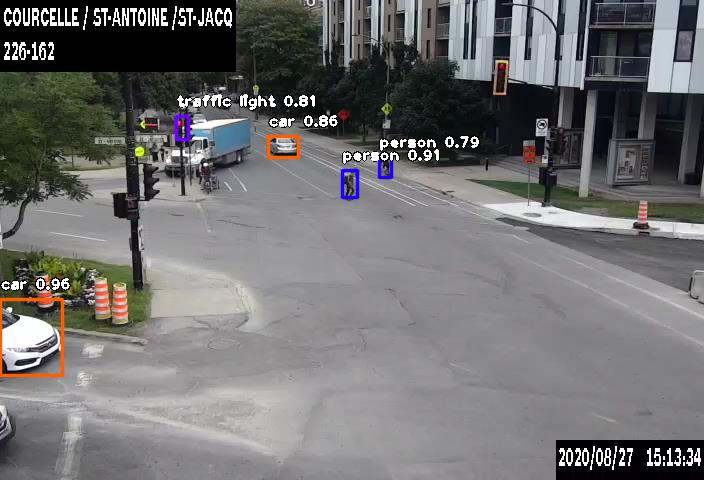 COURCELLE / ST-ANTOINE /ST-JACQ
226-162
traffic light 0.81
car 0.86
person 0.79
person 0.91
car 0.96
2020/08/27 15:13:34